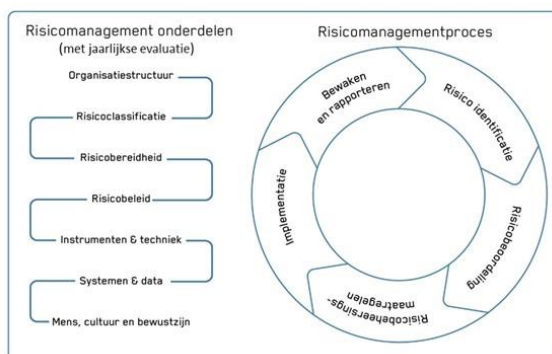 Risicomanagement onderdelen
(met jaarlijkse evaluatie)
Organisatiestructuur
Risicoclassificatie
Risicobereidheid
Risicobeleid
Instrumenten & techniek
Systemen & data
Mens, cultuur en bewustzijn
Risicomanagementproces
Bewaken
en rapporteren
Risico identificatie
Risicobeoordeling
Risicobeheersings-
maatregelen
Implementatie